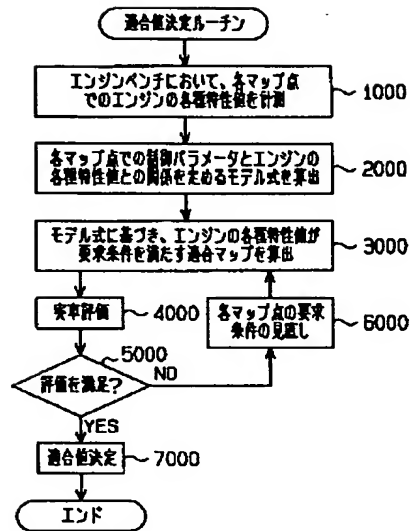 適合値決定ルーチン
エンジンベンチにおいて、各マップ点
でのエンジンの各種特性値を計測
1000
各マップ点での制御パラメータとエンジンの
各種特性値との関係を定めるモデル式を算出
2000
モデル式に基づき、エンジンの各種特性値が
要求条件を満たす適合マップを算出
3000
実車評価
4000
各マップ点の要求
条件の見直し
6000
5000
評価を満足?
NO
YES
適合値決定
7000
エンド